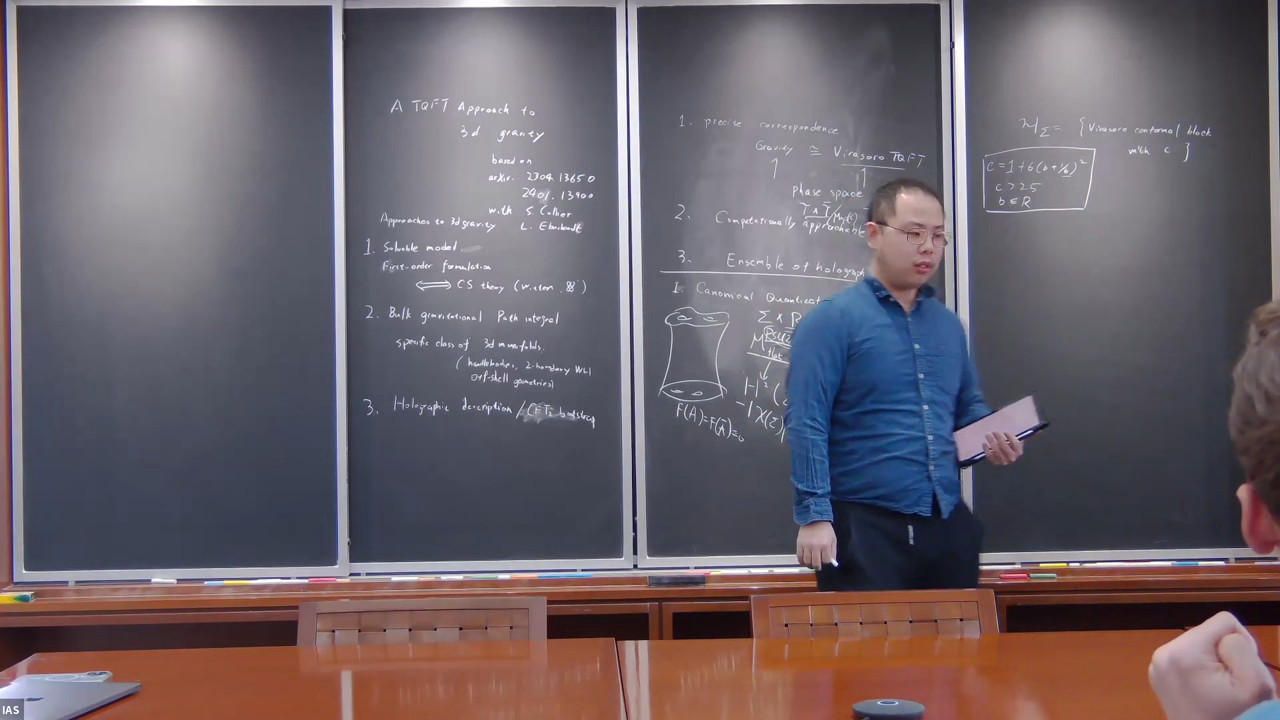 A TQFT Approach to
3d gravity
based on
arXiv. 2304.13650
2401.13900
with S. Collier
L. Eberhardt
Approaches to 3d gravity
1. Solvable model.
First-order formulation
⟺ CS theory (Witten 88')
2. Bulk gravitational Path integral
specific class of 3d manifolds.
(handlebodies, 2-boundary WH
off-shell geometries)
3. Holographic description / CFT₂ bootstrap
1. precise correspondence
Gravity ≅ Virasoro TQFT
↑ ↑
phase space
2. Computationally approachable
3. Ensemble of holograph
I. Canonical Quantizat
Σ × R
flat
F(A)=F(Ā)=0
H_Σ = { Virasoro conformal block
with c }
c = 1+6(b+1/b)²
c > 25
b ∈ R
IAS